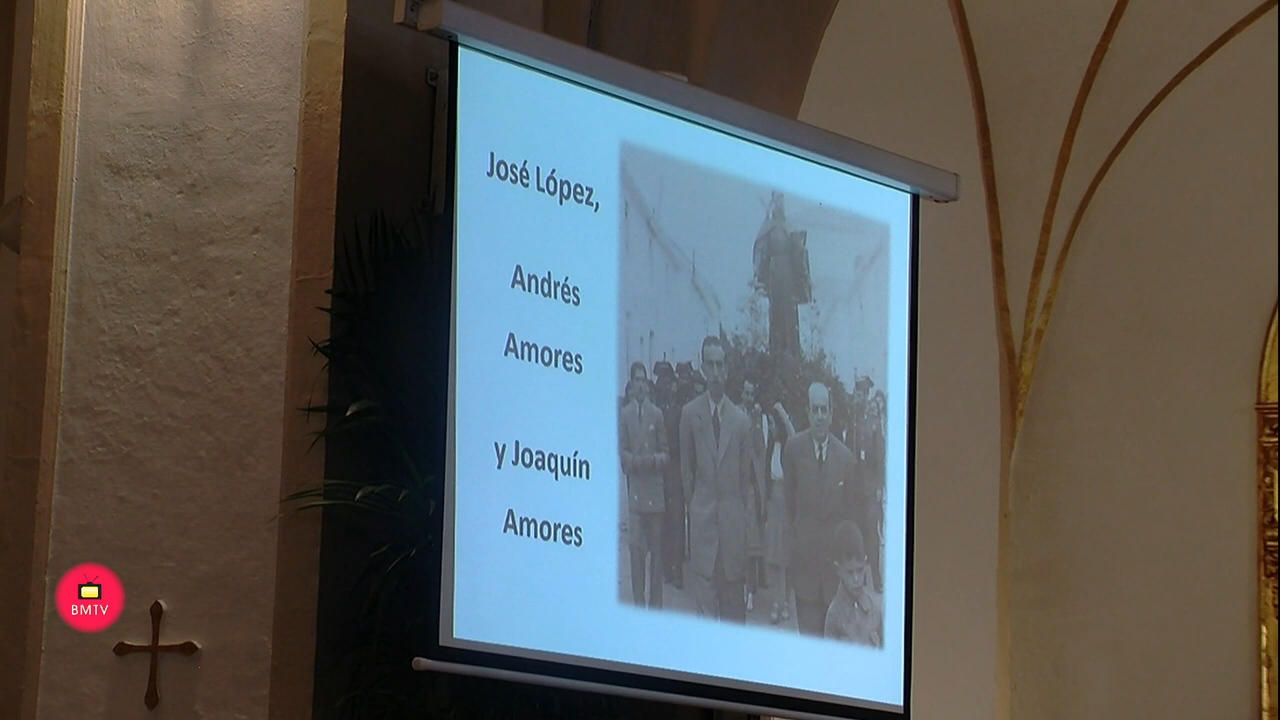 José López,
Andrés
Amores
y Joaquín
Amores
BMTV